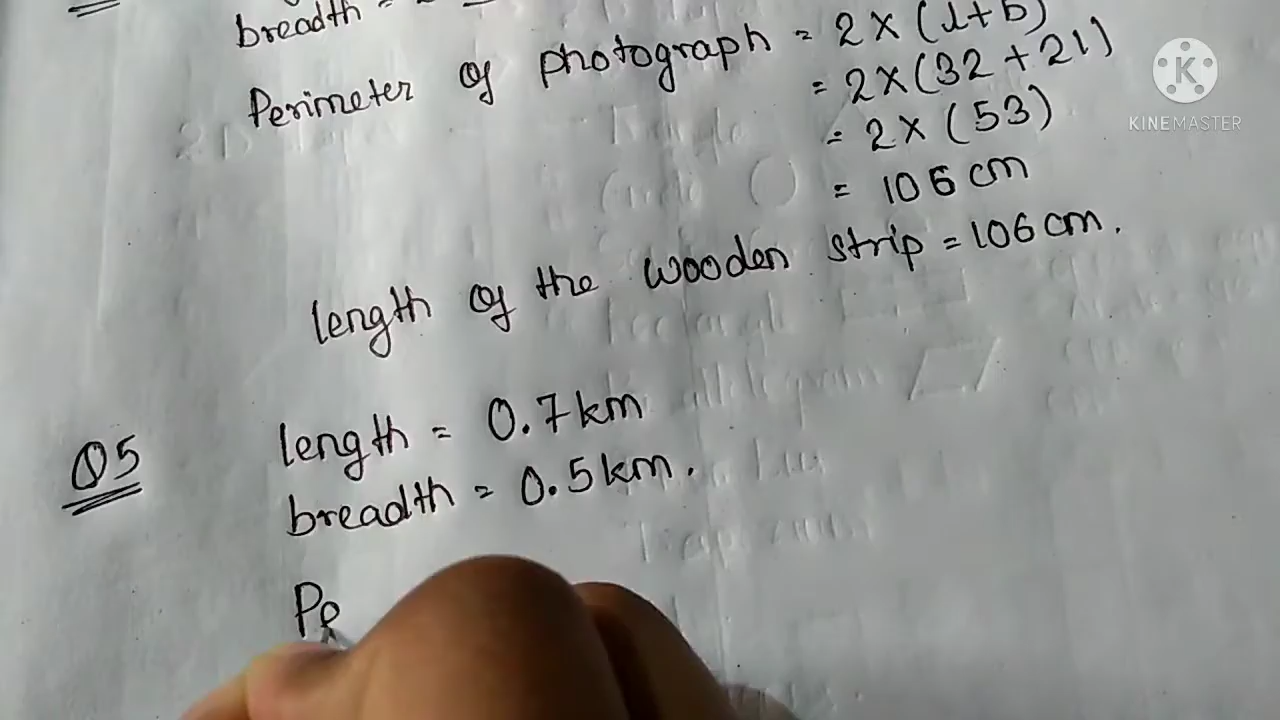 breadth =
Perimeter of photograph = 2 × (l+b)
= 2×(32 + 21)
= 2× (53)
= 106 cm
length of the wooden strip = 106 cm.
Q5 length = 0.7 km
breadth = 0.5 km.
Pe
KINEMASTER